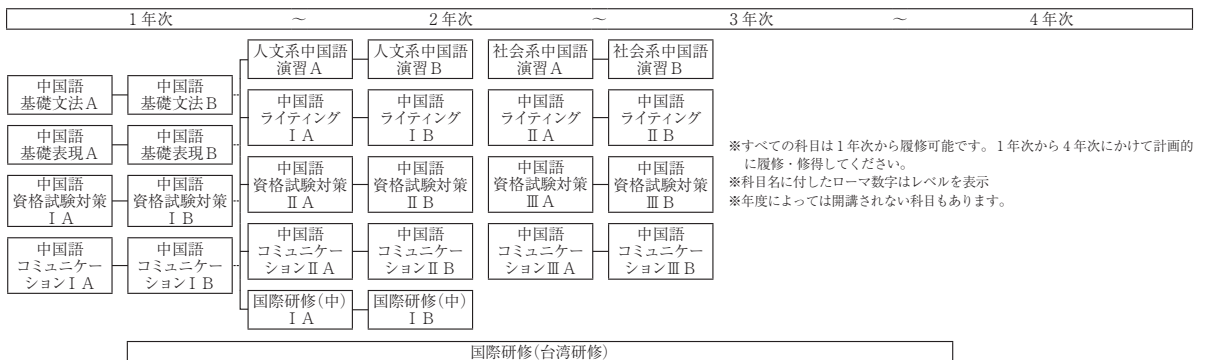 1年次 ～ 2年次 ～ 3年次 ～ 4年次
人文系中国語
演習A
人文系中国語
演習B
社会系中国語
演習A
社会系中国語
演習B
中国語
基礎文法A
中国語
基礎文法B
中国語
ライティング
ⅠA
中国語
ライティング
ⅠB
中国語
ライティング
ⅡA
中国語
ライティング
ⅡB
中国語
基礎表現A
中国語
基礎表現B
中国語
資格試験対策
ⅠA
中国語
資格試験対策
ⅠB
中国語
資格試験対策
ⅡA
中国語
資格試験対策
ⅡB
中国語
資格試験対策
ⅢA
中国語
資格試験対策
ⅢB
中国語
コミュニケー
ションⅠA
中国語
コミュニケー
ションⅠB
中国語
コミュニケー
ションⅡA
中国語
コミュニケー
ションⅡB
中国語
コミュニケー
ションⅢA
中国語
コミュニケー
ションⅢB
国際研修(中)
ⅠA
国際研修(中)
ⅠB
国際研修(台湾研修)
※すべての科目は1年次から履修可能です。1年次から4年次にかけて計画的
に履修・修得してください。
※科目名に付したローマ数字はレベルを表示
※年度によっては開講されない科目もあります。